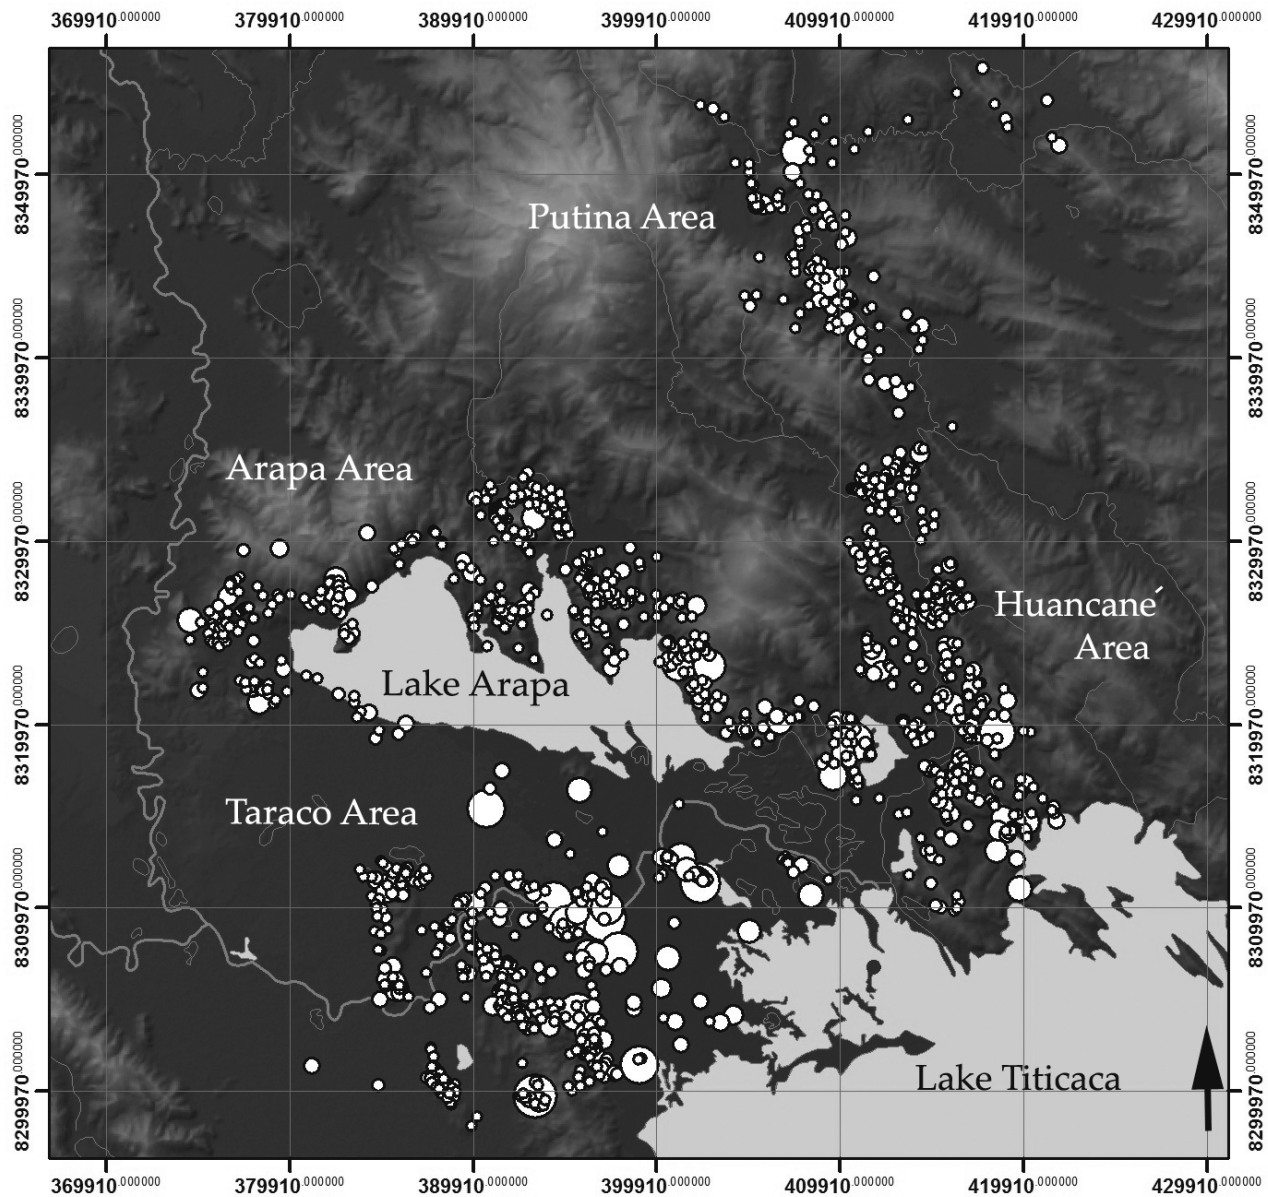 369910.000000 379910.000000 389910.000000 399910.000000 409910.000000 419910.000000 429910.000000
8349970.000000 8349970.000000
Putina Area
8339970.000000 8339970.000000
Arapa Area
8329970.000000 8329970.000000
Huancané
Area
Lake Arapa
8319970.000000 8319970.000000
Taraco Area
8309970.000000 8309970.000000
Lake Titicaca
8299970.000000 8299970.000000
369910.000000 379910.000000 389910.000000 399910.000000 409910.000000 419910.000000 429910.000000